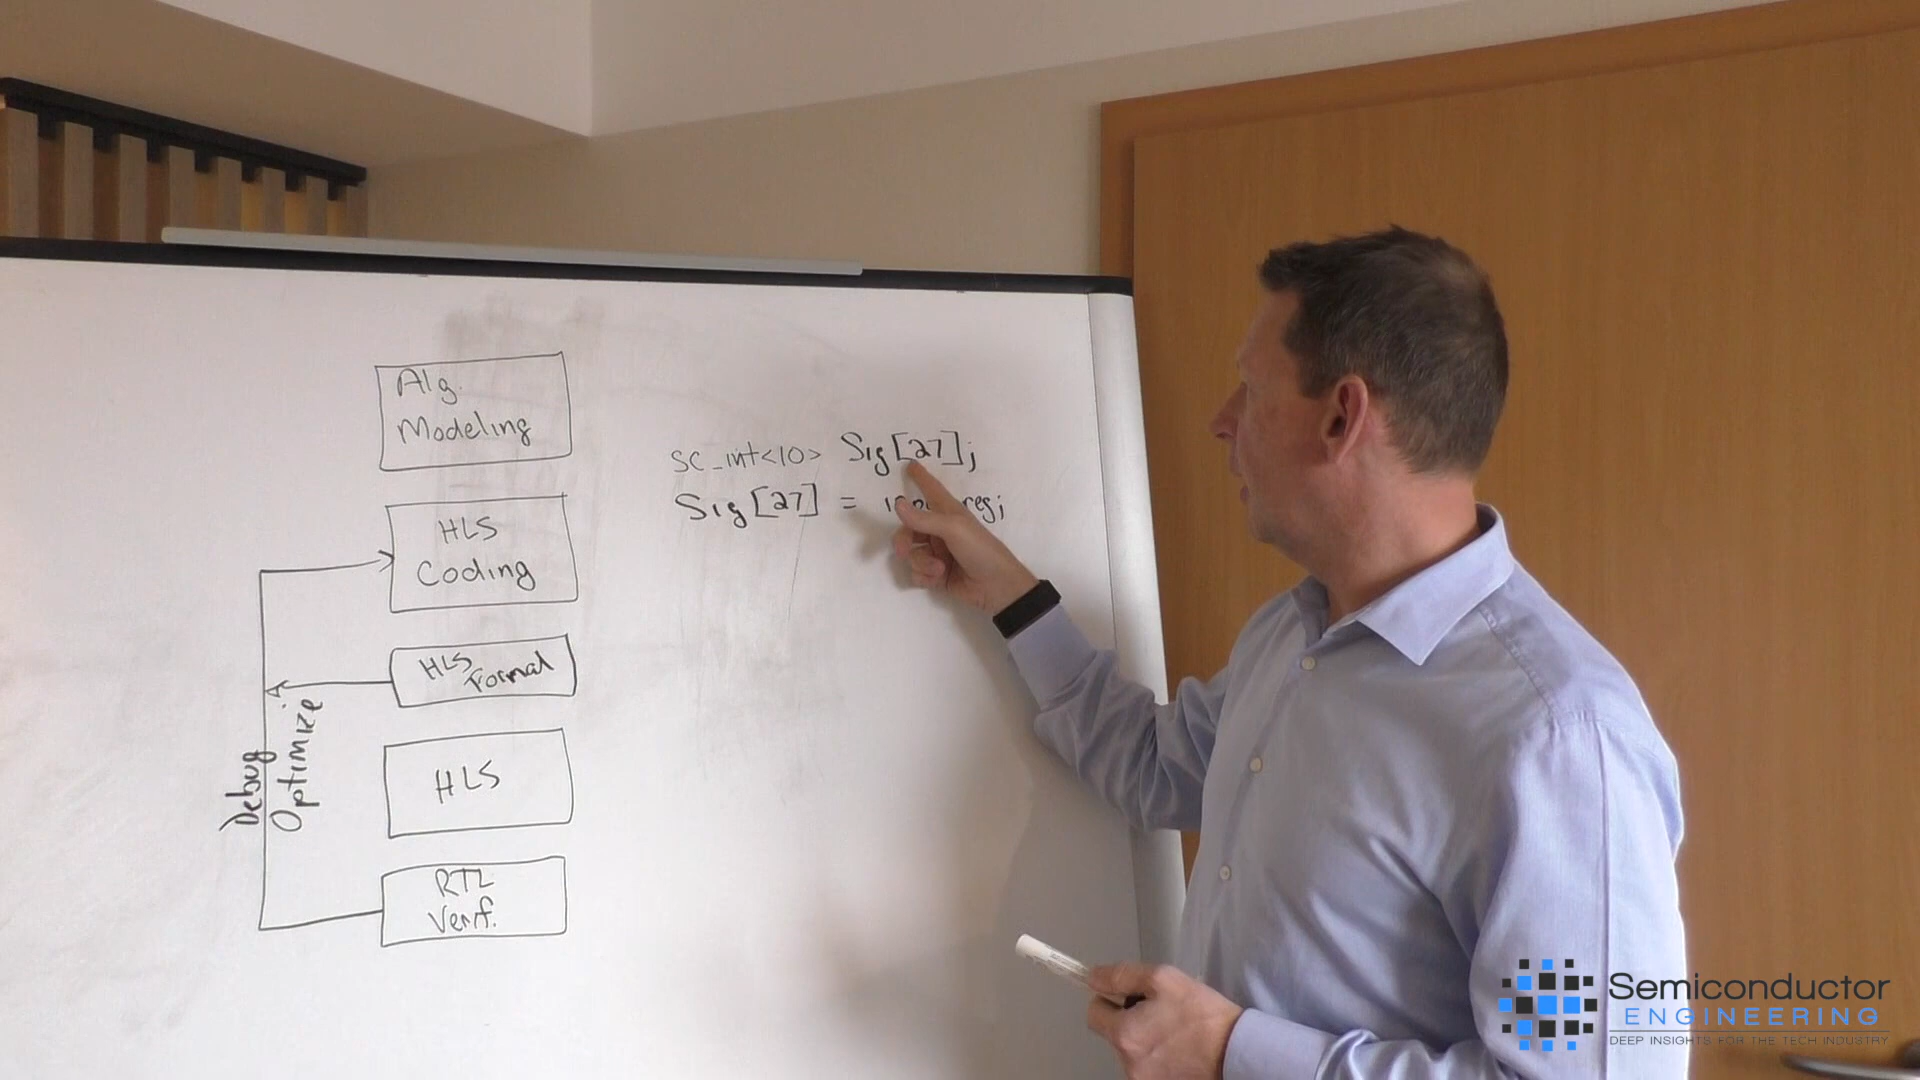 Alg.
Modeling
HLS
Coding
HLS
Formal
HLS
RTL
Verif.
Debug
Optimize
SC_int<10> Sig[27];
Sig[27] =
Semiconductor
ENGINEERING
DEEP INSIGHTS FOR THE TECH INDUSTRY